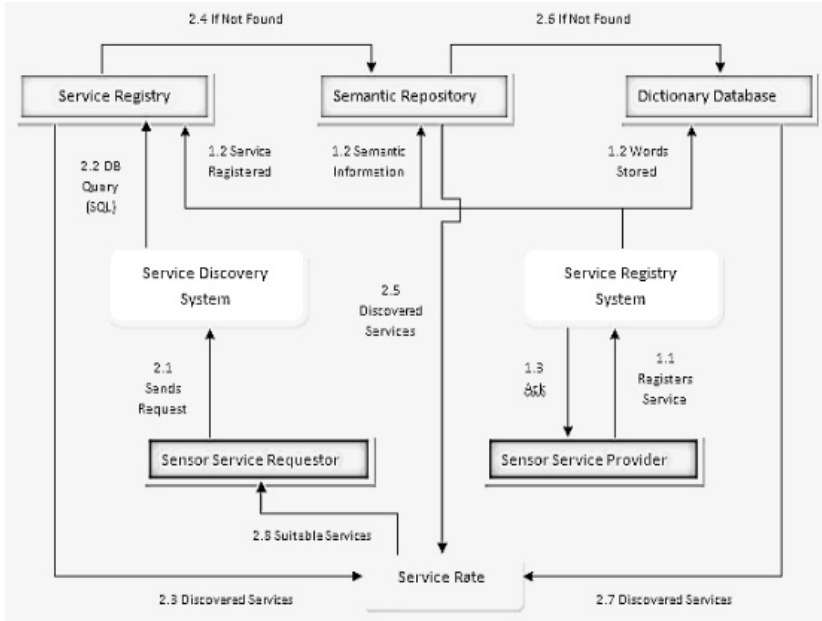 2.4 If Not Found
2.6 If Not Found
Service Registry
Semantic Repository
Dictionary Database
2.2 DB
Query
(SQL)
1.2 Service
Registered
1.2 Semantic
Information
1.2 Words
Stored
Service Discovery
System
Service Registry
System
2.5
Discovered
Services
2.1
Sends
Request
1.3
Ack
1.1
Registers
Service
Sensor Service Requestor
Sensor Service Provider
2.8 Suitable Services
Service Rate
2.3 Discovered Services
2.7 Discovered Services